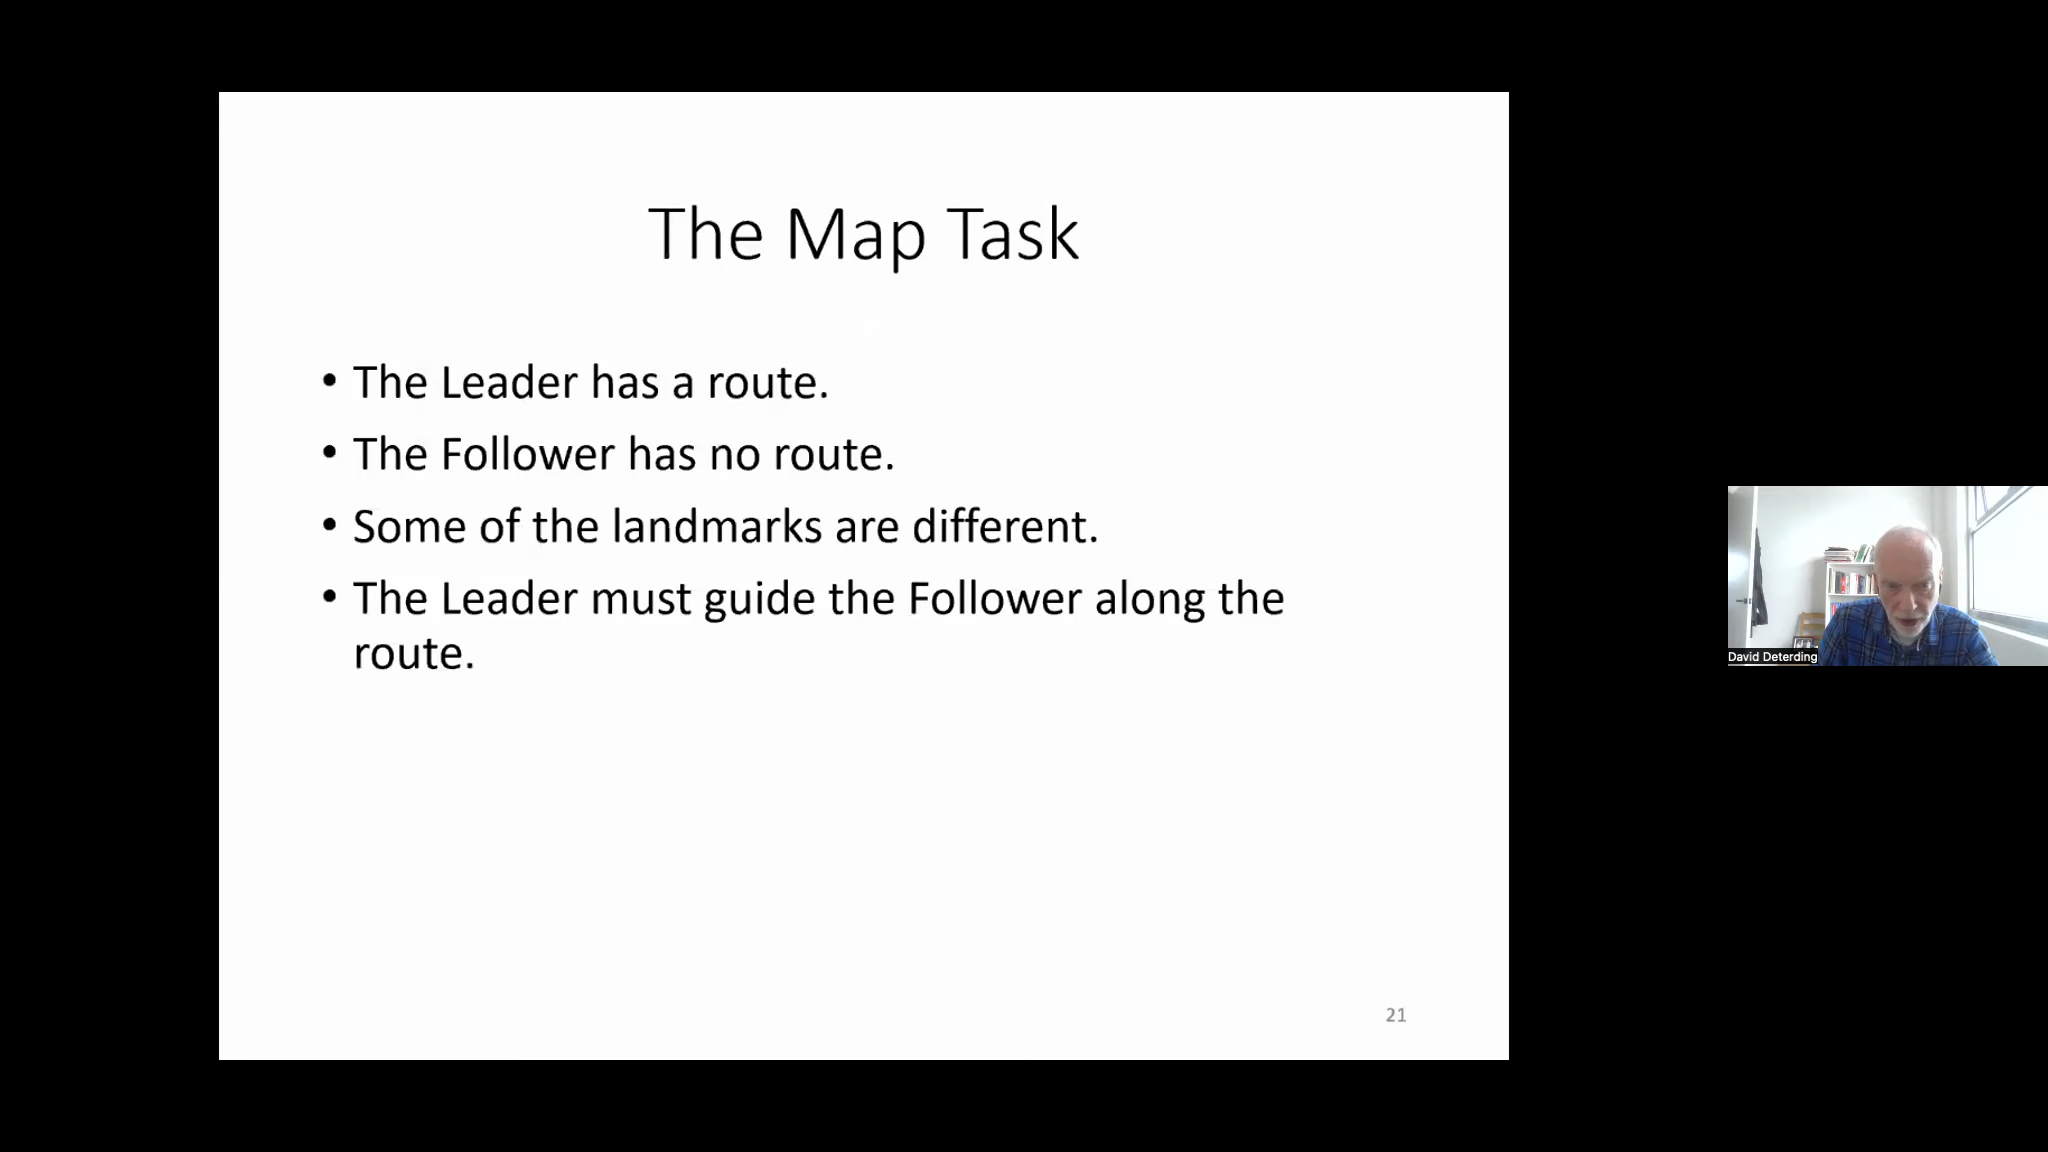 The Map Task
• The Leader has a route.
• The Follower has no route.
• Some of the landmarks are different.
• The Leader must guide the Follower along the
route.
David Deterding
21